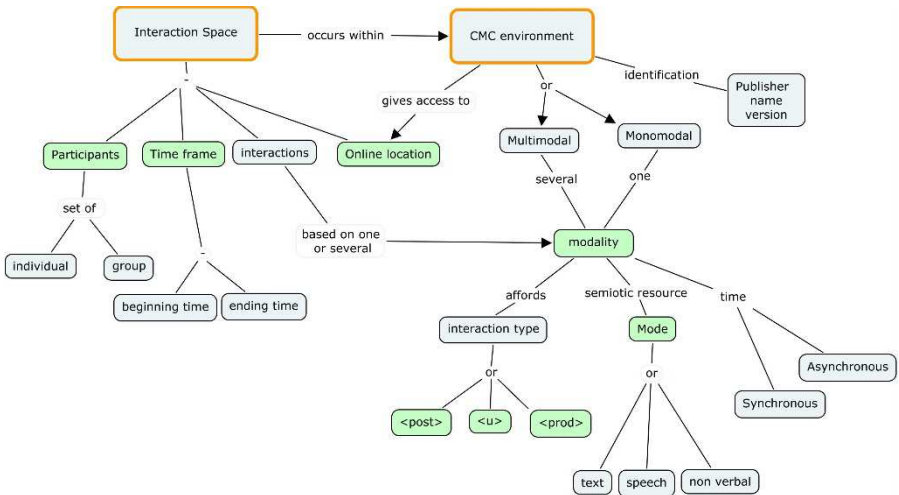 Interaction Space
occurs within
CMC environment
identification
Publisher
name
version
gives access to
or
Multimodal
Monomodal
Participants
Time frame
interactions
Online location
several
one
set of
based on one
or several
modality
individual
group
-
-
beginning time
ending time
affords
semiotic resource
time
interaction type
Mode
or
or
Asynchronous
Synchronous
<post>
<u>
<prod>
text
speech
non verbal